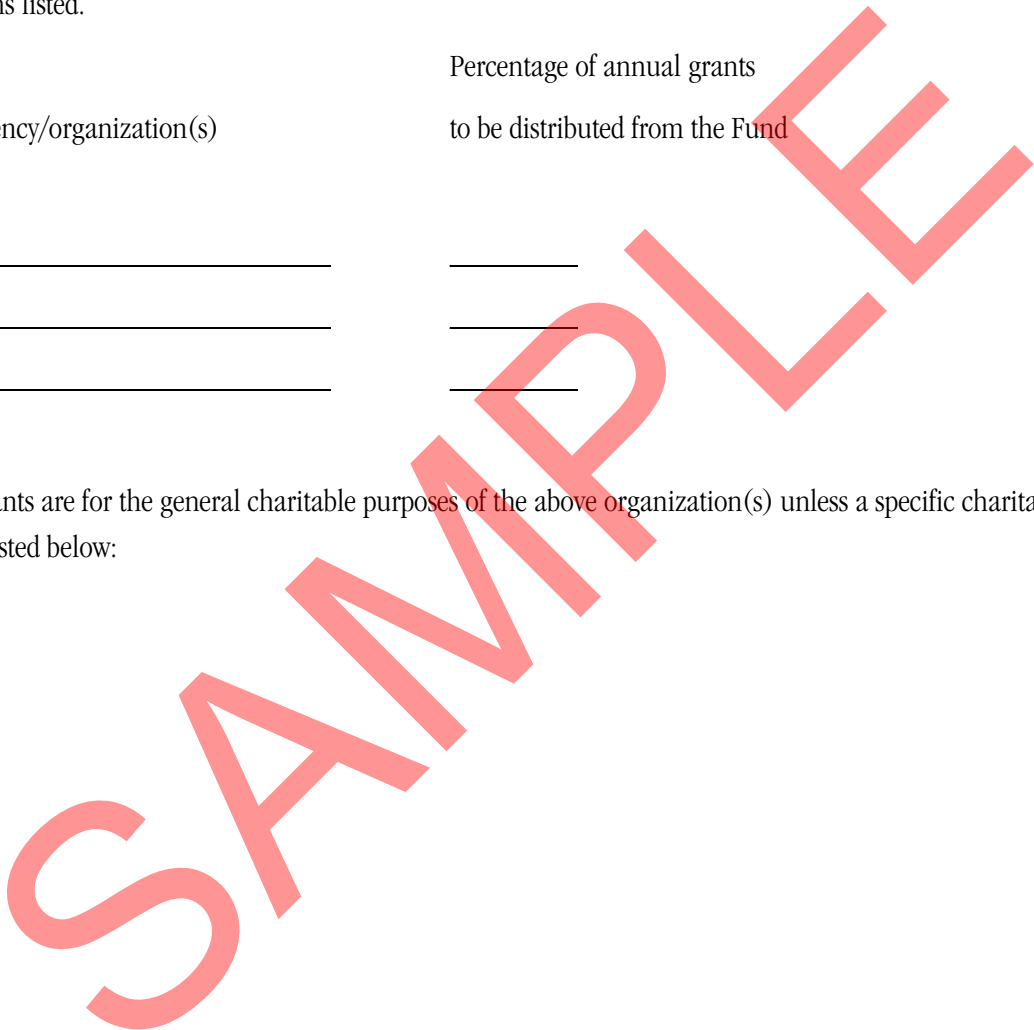 ns listed.
Percentage of annual grants
ency/organization(s) to be distributed from the Fund
ants are for the general charitable purposes of the above organization(s) unless a specific charita
sted below:
SAMPLE